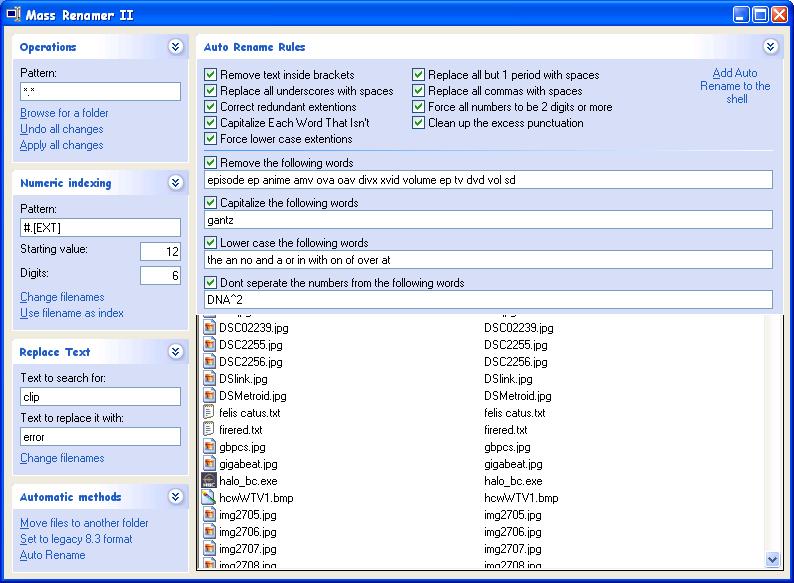 Mass Renamer II
Operations
Pattern:
*.*
Browse for a folder
Undo all changes
Apply all changes
Numeric indexing
Pattern:
#.[EXT]
Starting value: 12
Digits: 6
Change filenames
Use filename as index
Replace Text
Text to search for:
clip
Text to replace it with:
error
Change filenames
Automatic methods
Move files to another folder
Set to legacy 8.3 format
Auto Rename
Auto Rename Rules
Remove text inside brackets
Replace all underscores with spaces
Correct redundant extentions
Capitalize Each Word That Isn't
Force lower case extentions
Replace all but 1 period with spaces
Replace all commas with spaces
Force all numbers to be 2 digits or more
Clean up the excess punctuation
Add Auto
Rename to the
shell
Remove the following words
episode ep anime amv ova oav divx xvid volume ep tv dvd vol sd
Capitalize the following words
gantz
Lower case the following words
the an no and a or in with on of over at
Dont seperate the numbers from the following words
DNA^2
DSC02239.jpg DSC02239.jpg
DSC2255.jpg DSC2255.jpg
DSC2256.jpg DSC2256.jpg
DSlink.jpg DSlink.jpg
DSMetroid.jpg DSMetroid.jpg
felis catus.txt felis catus.txt
firered.txt firered.txt
gbpcs.jpg gbpcs.jpg
gigabeat.jpg gigabeat.jpg
halo_bc.exe halo_bc.exe
hcwWTV1.bmp hcwWTV1.bmp
img2705.jpg img2705.jpg
img2706.jpg img2706.jpg
img2707.jpg img2707.jpg
img2708.jpg img2708.jpg